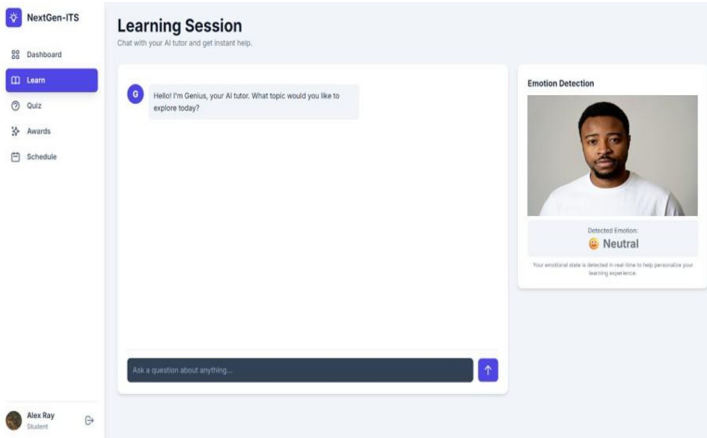 NextGen-ITS
Dashboard
Learn
Quiz
Awards
Schedule
Alex Ray
Student
Learning Session
Chat with your AI tutor and get instant help.
G
Hello! I'm Genius, your AI tutor. What topic would you like to
explore today?
Ask a question about anything...
Emotion Detection
Detected Emotion:
Neutral
Your emotional state is detected in real-time to help personalize your
learning experience.